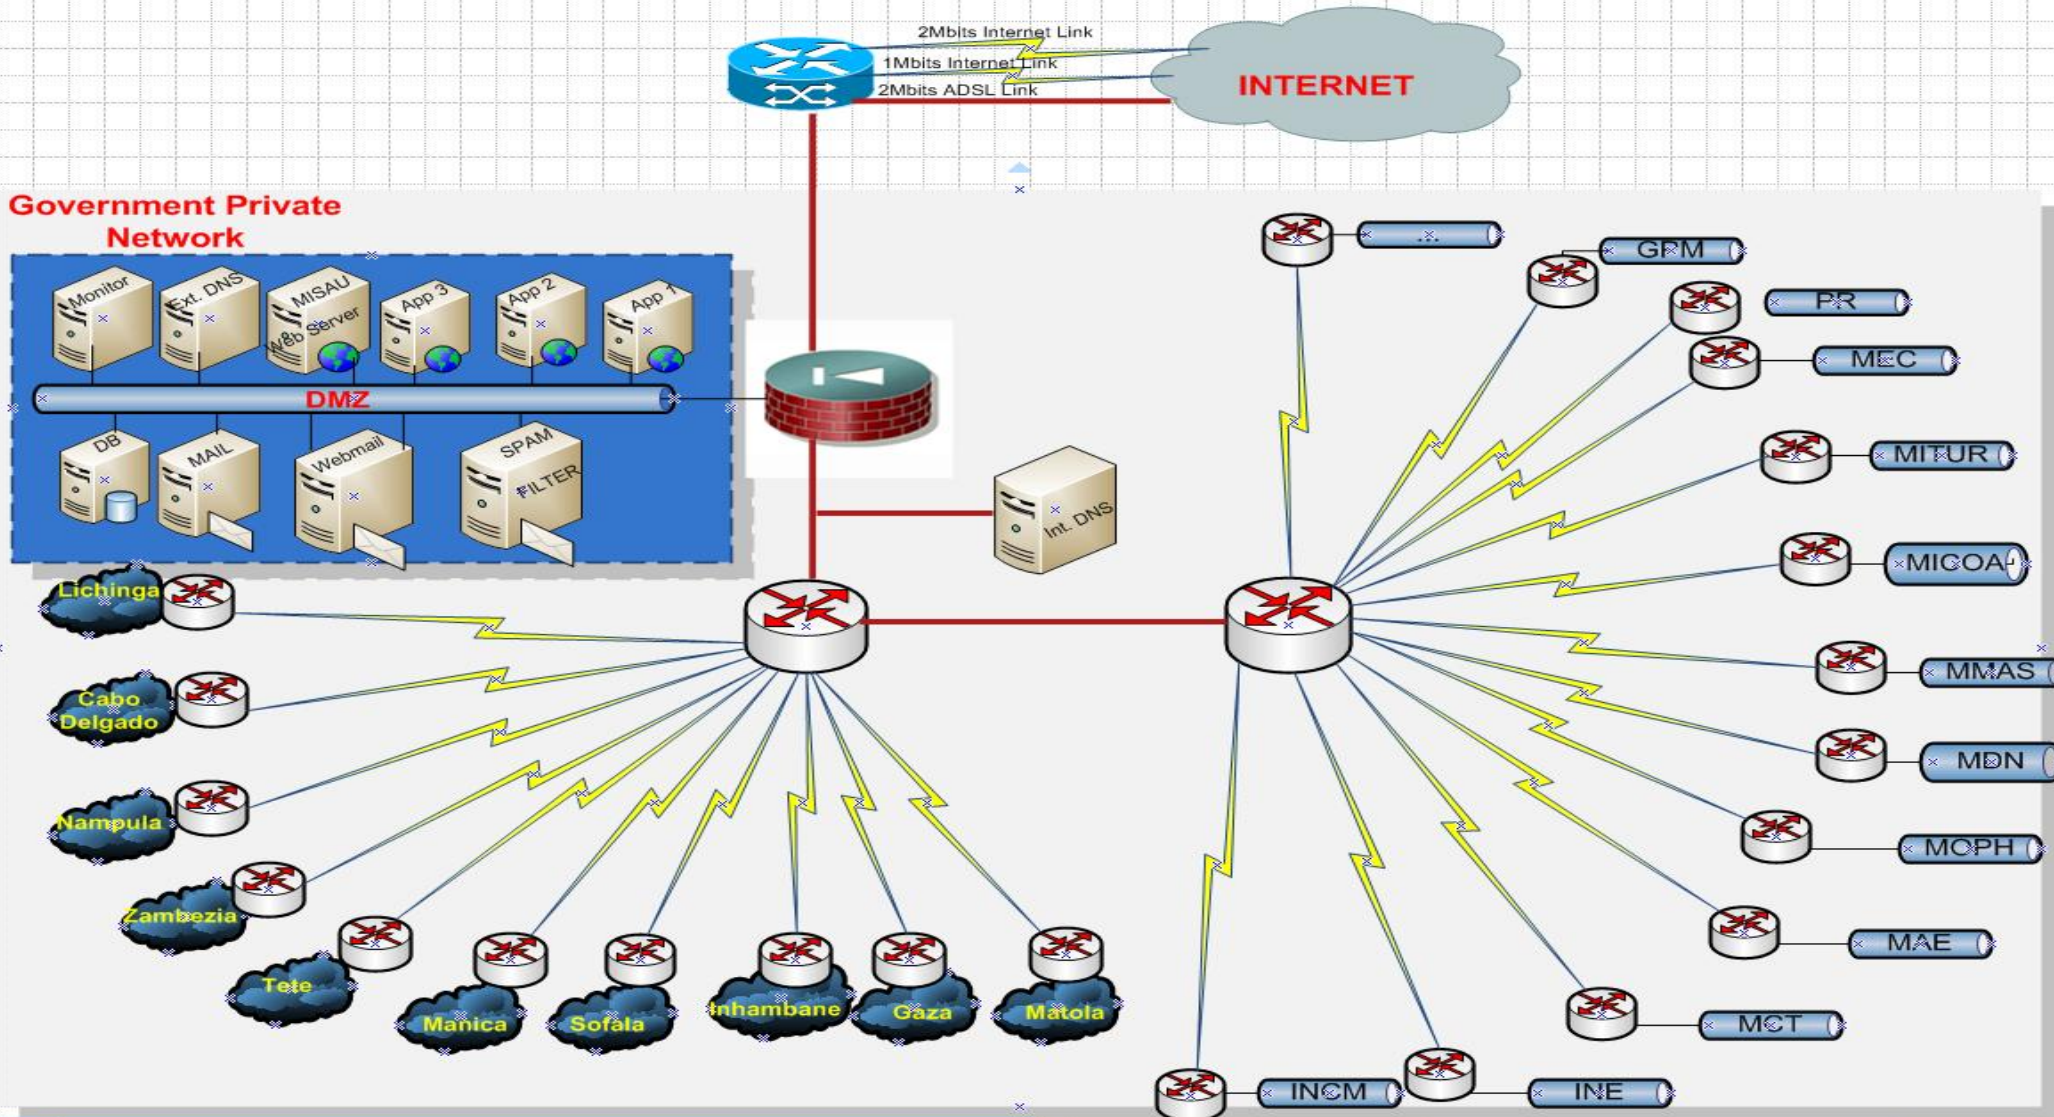 2Mbits Internet Link
1Mbits Internet Link
2Mbits ADSL Link
INTERNET
Government Private
Network
Monitor
Ext. DNS
MISAU
Web Server
App 3
App 2
App 1
DMZ
DB
MAIL
Webmail
SPAM
FILTER
Int. DNS
...
GPM
PR
MEC
MITUR
MICOA
MMAS
MDN
MOPH
MAE
MCT
INE
INCM
Lichinga
Cabo
Delgado
Nampula
Zambezia
Tete
Manica
Sofala
Inhambane
Gaza
Matola